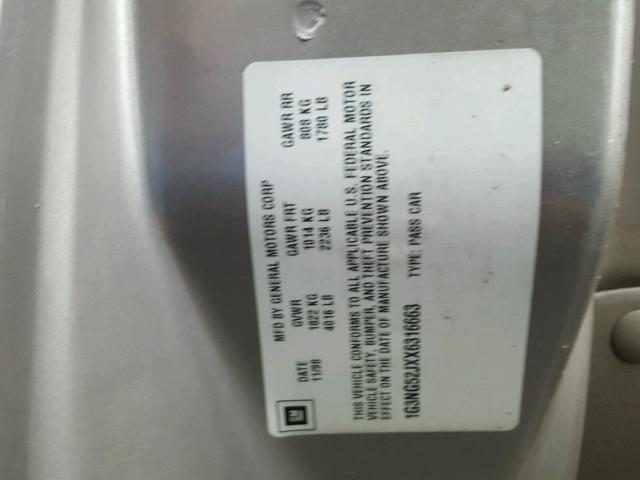 GM
MFD BY GENERAL MOTORS CORP
DATE GVWR GAWR FRT GAWR RR
11/98 1822 KG 1014 KG 808 KG
4016 LB 2236 LB 1780 LB
THIS VEHICLE CONFORMS TO ALL APPLICABLE U.S. FEDERAL MOTOR
VEHICLE SAFETY, BUMPER, AND THEFT PREVENTION STANDARDS IN
EFFECT ON THE DATE OF MANUFACTURE SHOWN ABOVE.
1G3NG52JXX6316663 TYPE: PASS CAR